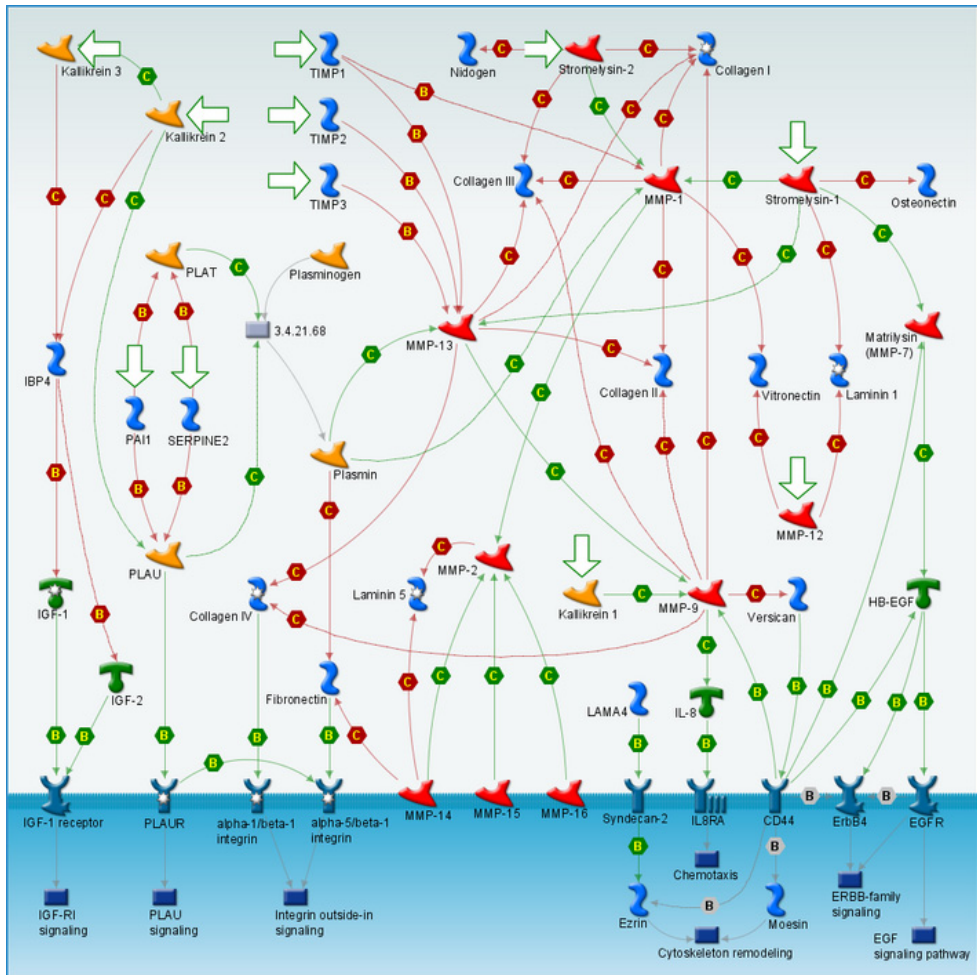 Kallikrein 3
C
Kallikrein 2
C
B
C
C
TIMP1
B
B
TIMP2
B
TIMP3
B
Nidogen
C
Stromelysin-2
C
Collagen I
C
C
C
C
Collagen III
C
MMP-1
C
Stromelysin-1
C
Osteonectin
C
C
C
C
C
C
C
C
PLAT
C
Plasminogen
3.4.21.68
B
B
MMP-13
C
C
C
Collagen II
Vitronectin
Laminin 1
Matrilysin
(MMP-7)
IBP4
PAI1
SERPINE2
C
C
C
C
C
C
C
B
B
B
C
Plasmin
C
MMP-12
PLAU
IGF-1
C
Collagen IV
C
C
MMP-2
Laminin 5
Kallikrein 1
C
MMP-9
C
Versican
HB-EGF
B
IGF-2
Fibronectin
C
C
C
C
C
C
LAMA4
IL-8
B
B
B
B
B
B
B
B
B
B
B
B
B
B
IGF-1 receptor
PLAUR
alpha-1/beta-1
integrin
alpha-5/beta-1
integrin
MMP-14
MMP-15
MMP-16
Syndecan-2
IL8RA
CD44
B
ErbB4
B
EGFR
B
B
Chemotaxis
B
IGF-RI
signaling
PLAU
signaling
Integrin outside-in
signaling
Ezrin
Moesin
ERBB-family
signaling
Cytoskeleton remodeling
EGF
signaling pathway